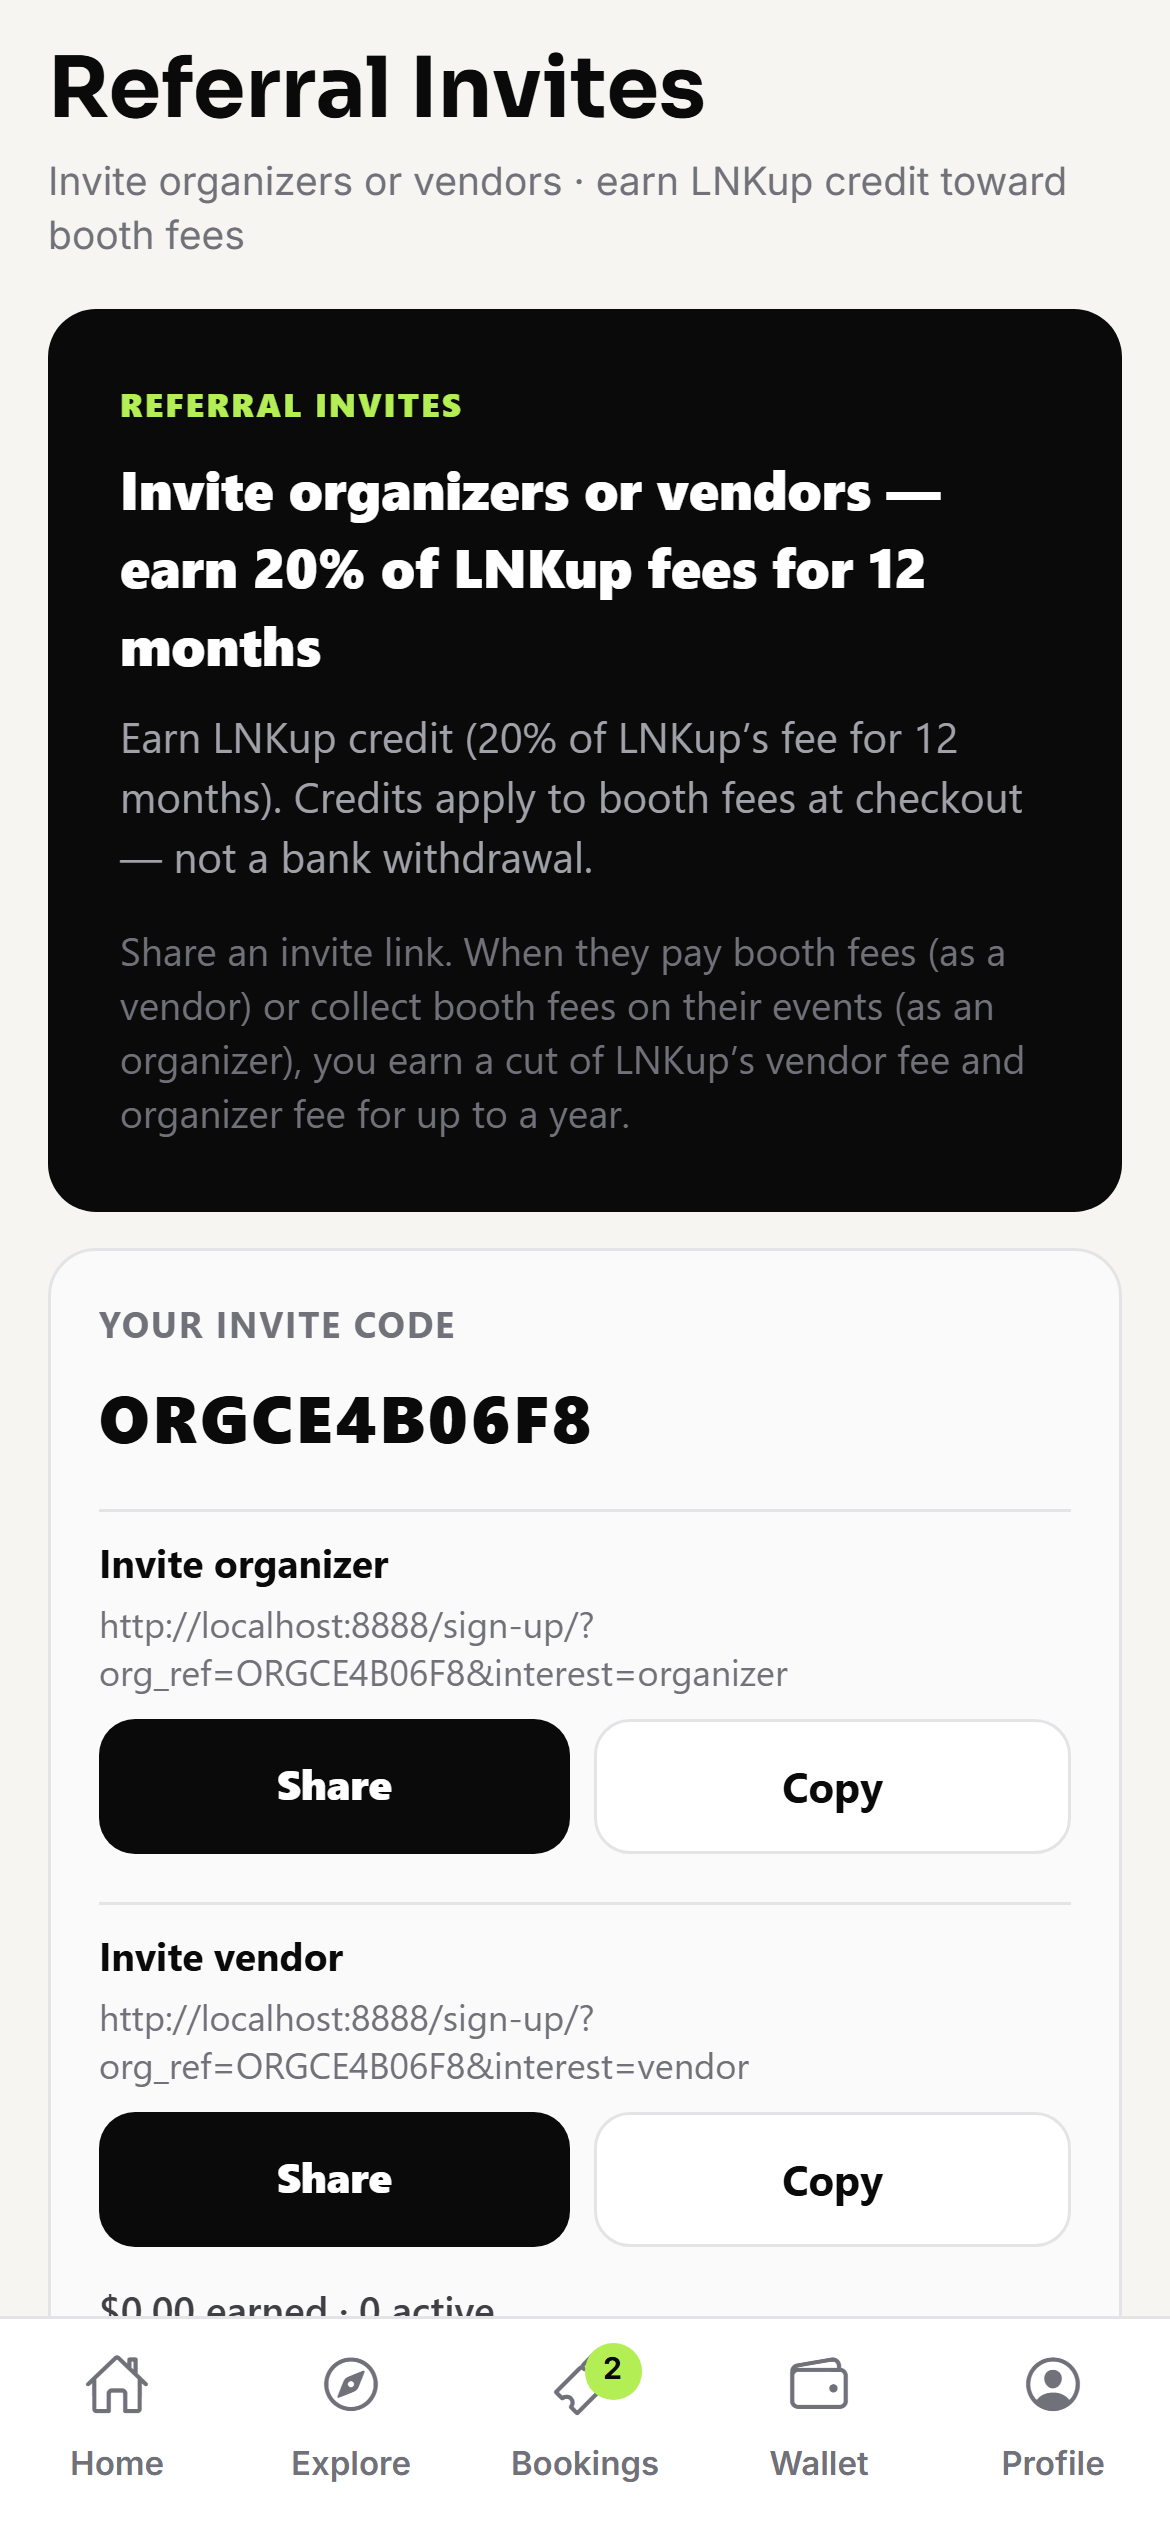 Referral Invites
Invite organizers or vendors · earn LNKup credit toward
booth fees
REFERRAL INVITES
Invite organizers or vendors —
earn 20% of LNKup fees for 12
months
Earn LNKup credit (20% of LNKup’s fee for 12
months). Credits apply to booth fees at checkout
— not a bank withdrawal.
Share an invite link. When they pay booth fees (as a
vendor) or collect booth fees on their events (as an
organizer), you earn a cut of LNKup’s vendor fee and
organizer fee for up to a year.
YOUR INVITE CODE
ORGCE4B06F8
Invite organizer
http://localhost:8888/sign-up/?
org_ref=ORGCE4B06F8&interest=organizer
Share
Copy
Invite vendor
http://localhost:8888/sign-up/?
org_ref=ORGCE4B06F8&interest=vendor
Share
Copy
$0.00 earned · 0 active
2
Home
Explore
Bookings
Wallet
Profile